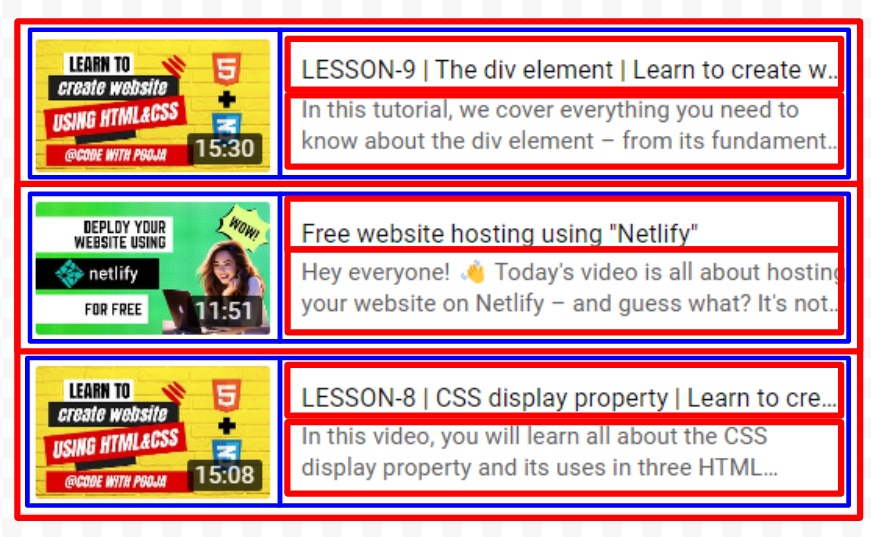 LEARN TO
create website
USING HTML&CSS
@CODE WITH POOJA
5
15:30
LESSON-9 | The div element | Learn to create w...
In this tutorial, we cover everything you need to
know about the div element – from its fundament...
DEPLOY YOUR
WEBSITE USING
netlify
FOR FREE
WOW!
11:51
Free website hosting using "Netlify"
Hey everyone! 👋 Today's video is all about hosting
your website on Netlify – and guess what? It's not...
LEARN TO
create website
USING HTML&CSS
@CODE WITH POOJA
5
15:08
LESSON-8 | CSS display property | Learn to cre...
In this video, you will learn all about the CSS
display property and its uses in three HTML...